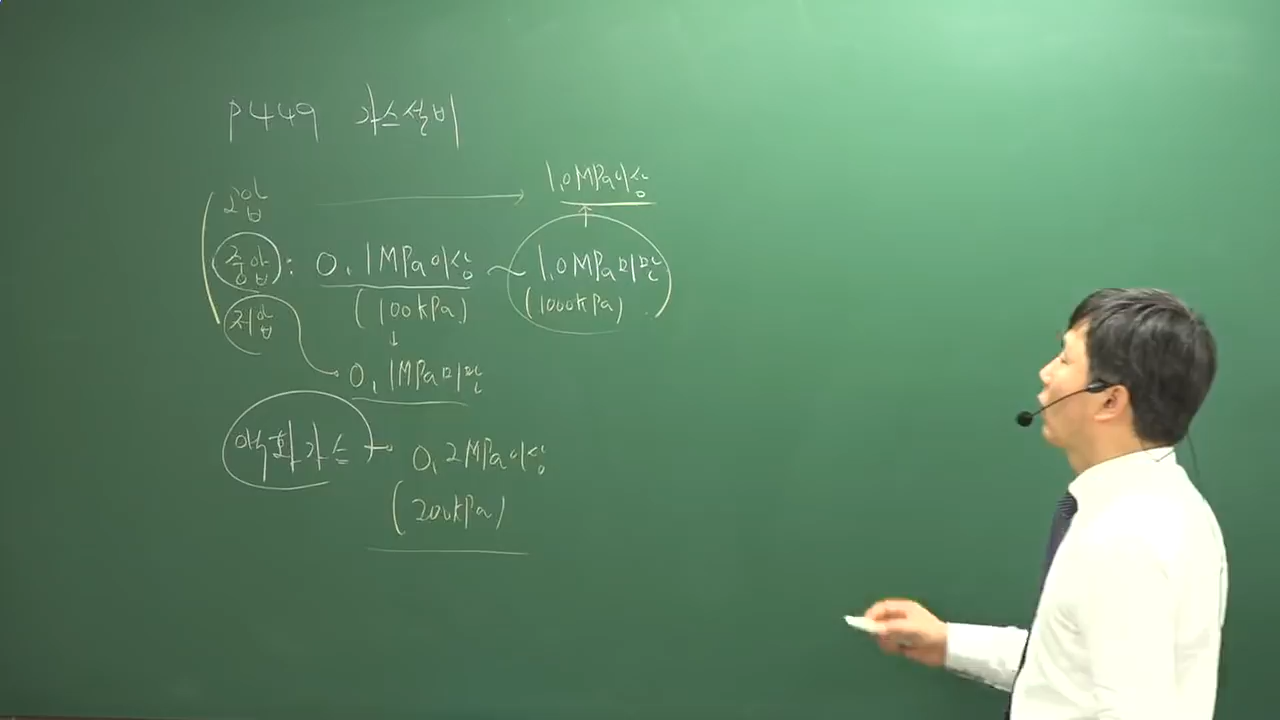 P449 가스설비
고압 → 1.0MPa이상
중압 : 0.1MPa이상 ~ 1.0MPa미만
(100kPa) (1000kPa)
저압 0.1MPa미만
액화가스 0.2MPa이상
(200kPa)